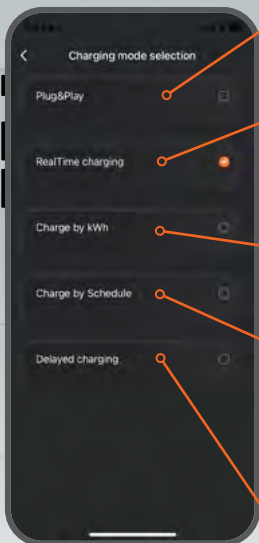 Charging mode selection
Plug&Play
RealTime charging
Charge by kWh
Charge by Schedule
Delayed charging